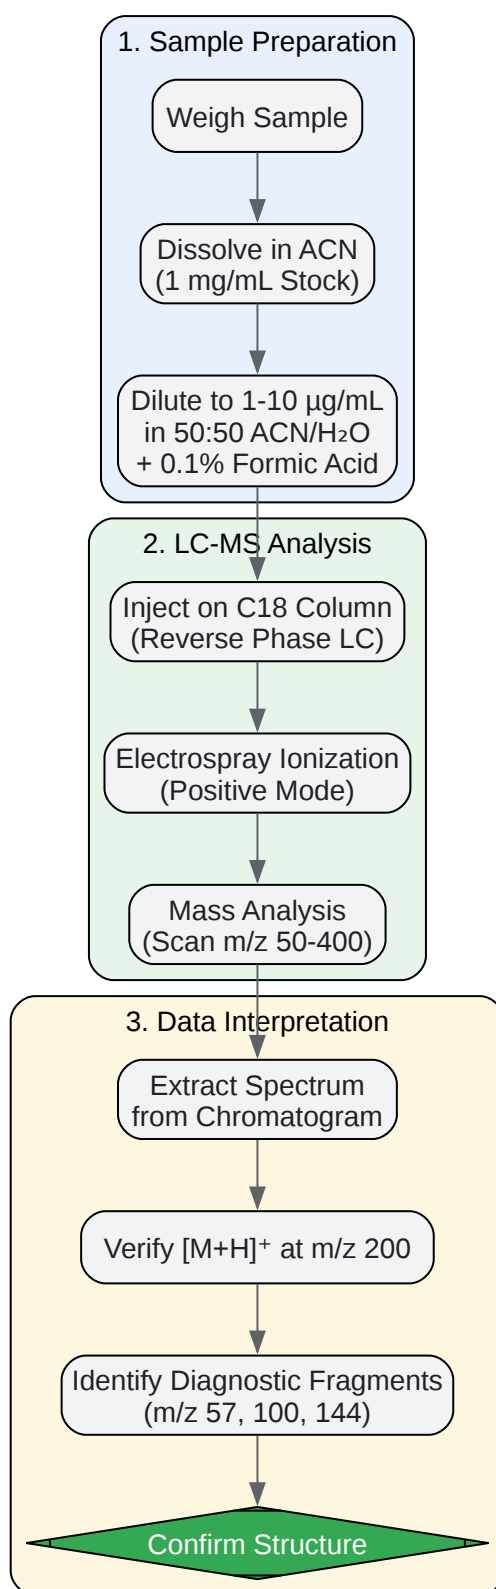 1. Sample Preparation
Weigh Sample
Dissolve in ACN
(1 mg/mL Stock)
Dilute to 1-10 µg/mL
in 50:50 ACN/H₂O
+ 0.1% Formic Acid
2. LC-MS Analysis
Inject on C18 Column
(Reverse Phase LC)
Electrospray Ionization
(Positive Mode)
Mass Analysis
(Scan m/z 50-400)
3. Data Interpretation
Extract Spectrum
from Chromatogram
Verify [M+H]⁺ at m/z 200
Identify Diagnostic Fragments
(m/z 57, 100, 144)
Confirm Structure